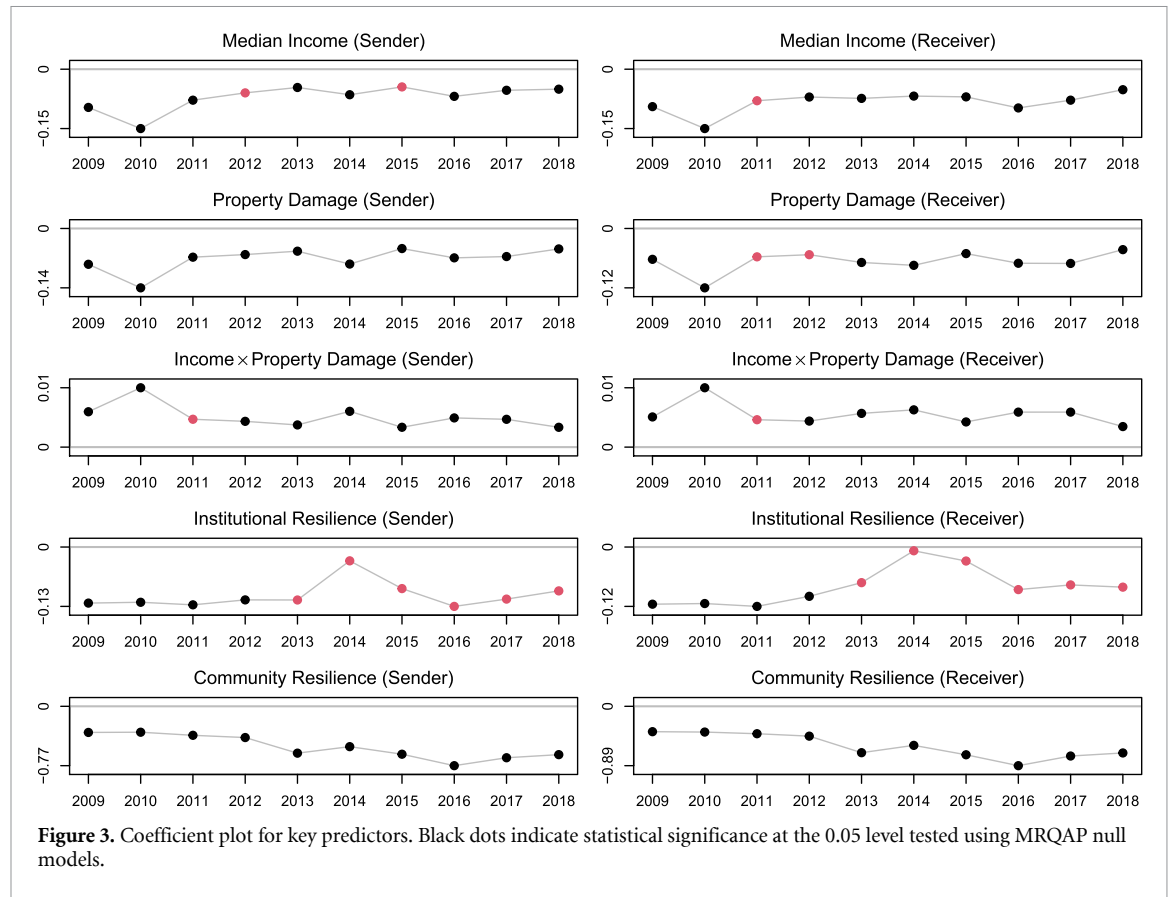 Median Income (Sender)
Median Income (Receiver)
0
−0.15
2009 2010 2011 2012 2013 2014 2015 2016 2017 2018
0
−0.15
2009 2010 2011 2012 2013 2014 2015 2016 2017 2018
Property Damage (Sender)
Property Damage (Receiver)
0
−0.14
2009 2010 2011 2012 2013 2014 2015 2016 2017 2018
0
−0.12
2009 2010 2011 2012 2013 2014 2015 2016 2017 2018
Income × Property Damage (Sender)
Income × Property Damage (Receiver)
0.01
0
2009 2010 2011 2012 2013 2014 2015 2016 2017 2018
0.01
0
2009 2010 2011 2012 2013 2014 2015 2016 2017 2018
Institutional Resilience (Sender)
Institutional Resilience (Receiver)
0
−0.13
2009 2010 2011 2012 2013 2014 2015 2016 2017 2018
0
−0.12
2009 2010 2011 2012 2013 2014 2015 2016 2017 2018
Community Resilience (Sender)
Community Resilience (Receiver)
0
−0.77
2009 2010 2011 2012 2013 2014 2015 2016 2017 2018
0
−0.89
2009 2010 2011 2012 2013 2014 2015 2016 2017 2018
Figure 3. Coefficient plot for key predictors. Black dots indicate statistical significance at the 0.05 level tested using MRQAP null
models.